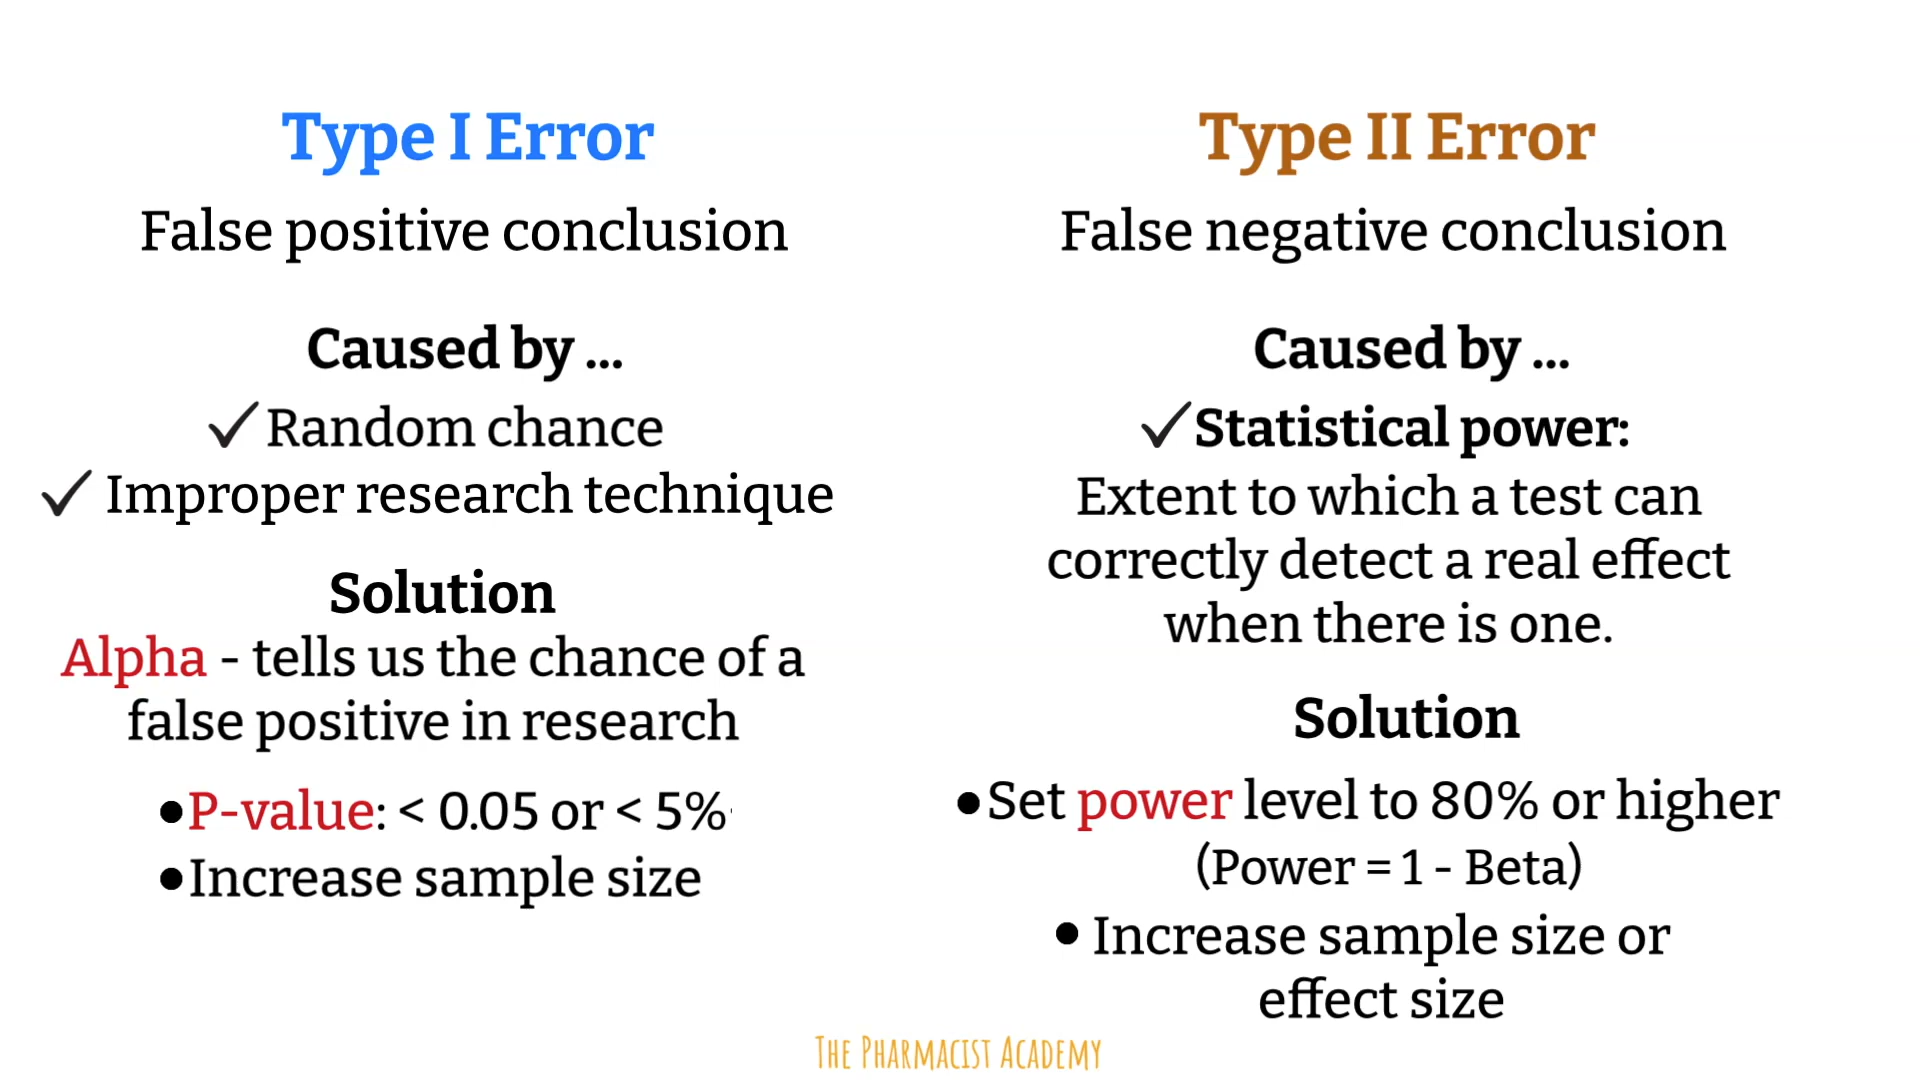 Type I Error
False positive conclusion
Caused by ...
✓Random chance
✓ Improper research technique
Solution
Alpha - tells us the chance of a
false positive in research
•P-value: < 0.05 or < 5%
•Increase sample size
Type II Error
False negative conclusion
Caused by ...
✓Statistical power:
Extent to which a test can
correctly detect a real effect
when there is one.
Solution
•Set power level to 80% or higher
(Power = 1 - Beta)
• Increase sample size or
effect size
THE PHARMACIST ACADEMY